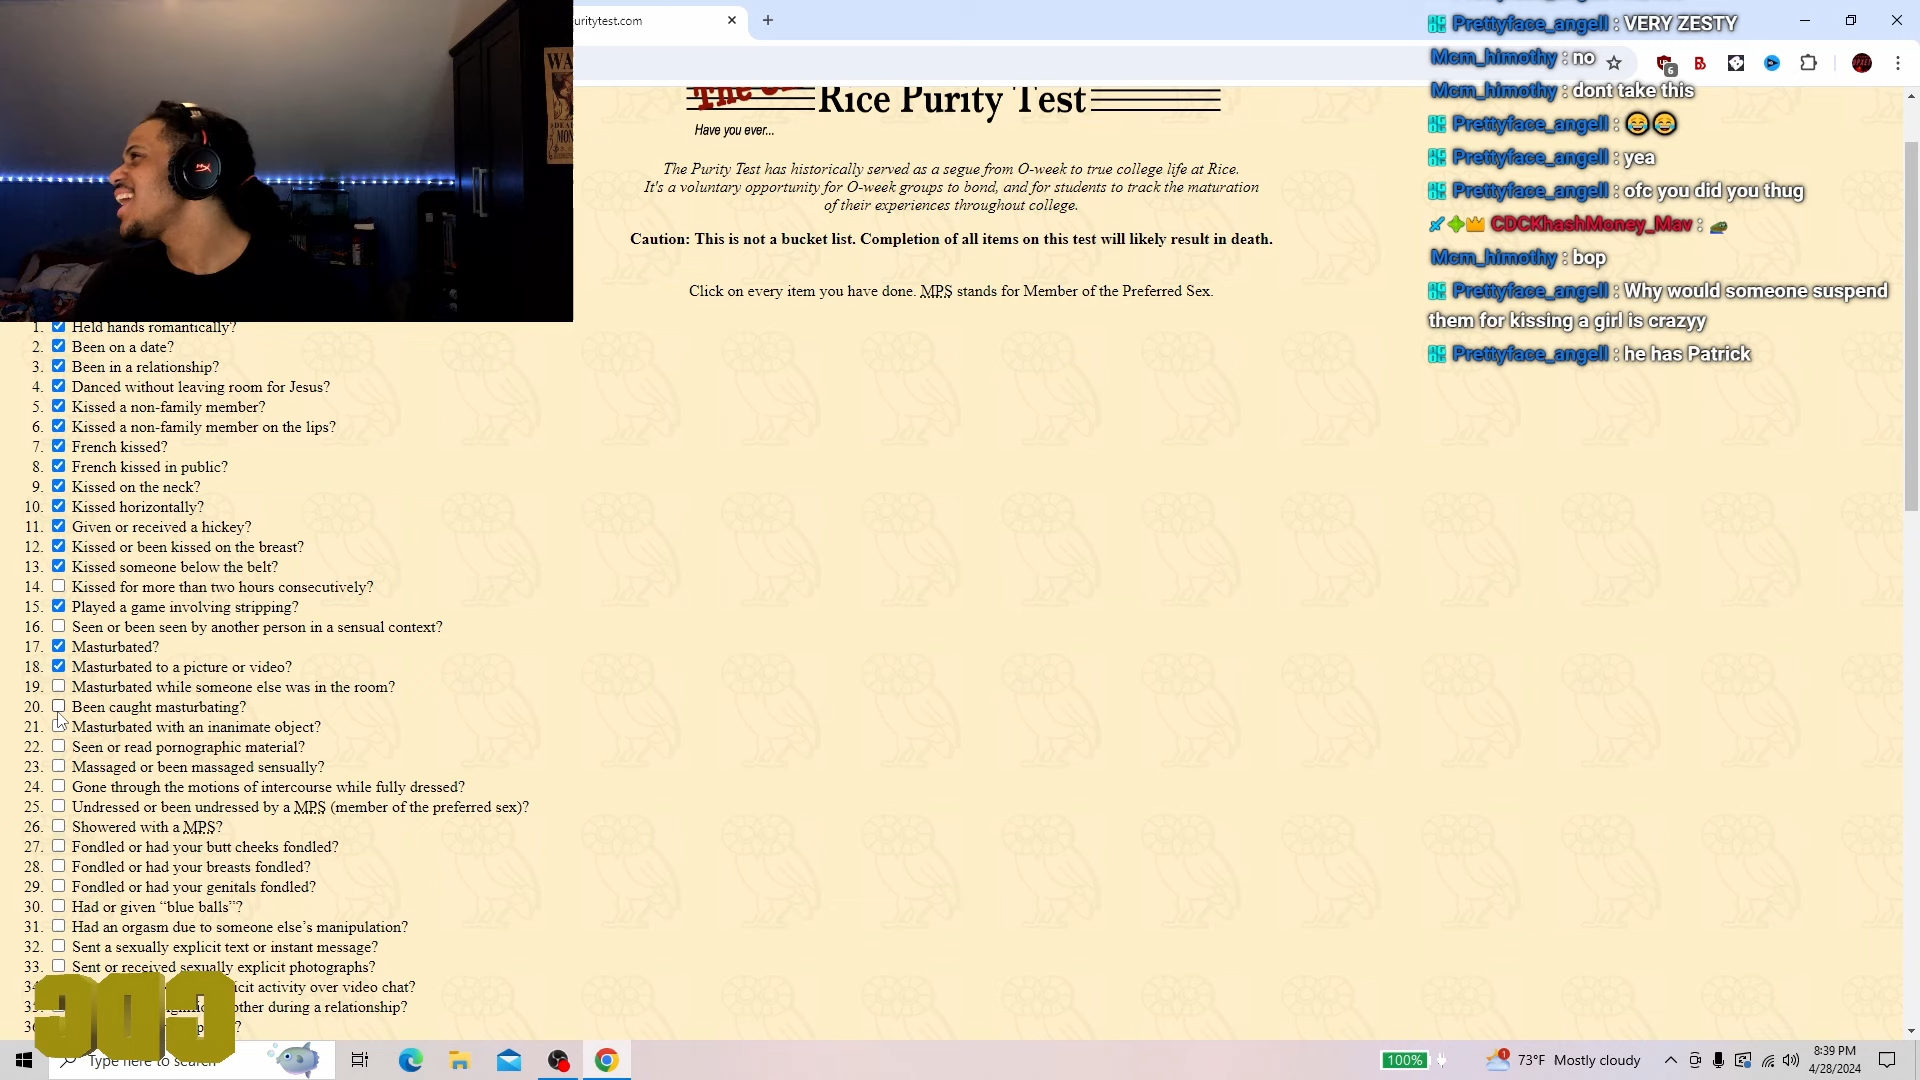 uritytest.com
Rice Purity Test
Have you ever...
The Purity Test has historically served as a segue from O-week to true college life at Rice.
It's a voluntary opportunity for O-week groups to bond, and for students to track the maturation
of their experiences throughout college.
Caution: This is not a bucket list. Completion of all items on this test will likely result in death.
Click on every item you have done. MPS stands for Member of the Preferred Sex.
1. Held hands romantically?
2. Been on a date?
3. Been in a relationship?
4. Danced without leaving room for Jesus?
5. Kissed a non-family member?
6. Kissed a non-family member on the lips?
7. French kissed?
8. French kissed in public?
9. Kissed on the neck?
10. Kissed horizontally?
11. Given or received a hickey?
12. Kissed or been kissed on the breast?
13. Kissed someone below the belt?
14. Kissed for more than two hours consecutively?
15. Played a game involving stripping?
16. Seen or been seen by another person in a sensual context?
17. Masturbated?
18. Masturbated to a picture or video?
19. Masturbated while someone else was in the room?
20. Been caught masturbating?
21. Masturbated with an inanimate object?
22. Seen or read pornographic material?
23. Massaged or been massaged sensually?
24. Gone through the motions of intercourse while fully dressed?
25. Undressed or been undressed by a MPS (member of the preferred sex)?
26. Showered with a MPS?
27. Fondled or had your butt cheeks fondled?
28. Fondled or had your breasts fondled?
29. Fondled or had your genitals fondled?
30. Had or given “blue balls”?
31. Had an orgasm due to someone else’s manipulation?
32. Sent a sexually explicit text or instant message?
33. Sent or received sexually explicit photographs?
activity over video chat?
other during a relationship?
Prettyface_angell : VERY ZESTY
Mcm_himothy : no
Mcm_himothy : dont take this
Prettyface_angell : 😂😂
Prettyface_angell : yea
Prettyface_angell : ofc you did you thug
CDCKhashMoney_Mav :
Mcm_himothy : bop
Prettyface_angell : Why would someone suspend
them for kissing a girl is crazyy
Prettyface_angell : he has Patrick
6
Type here to search
100%
1
73°F Mostly cloudy
8:39 PM
4/28/2024